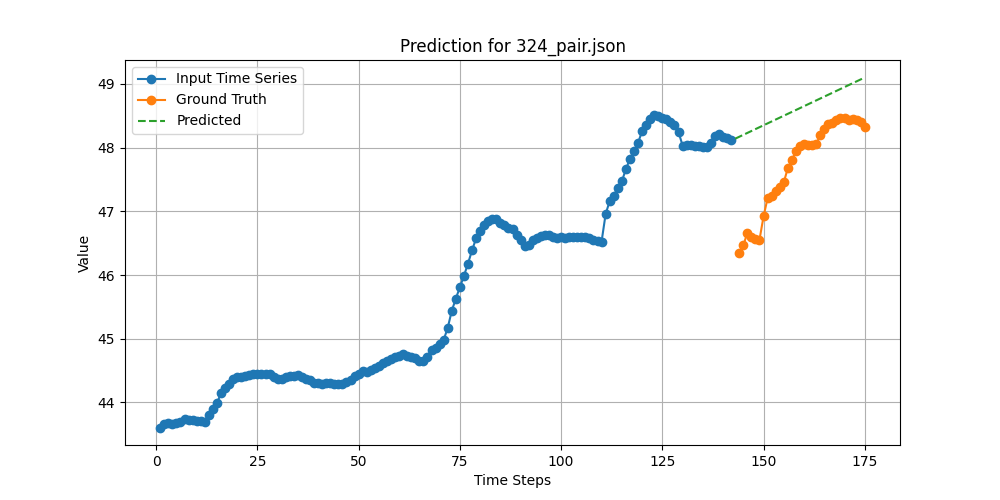 Prediction for 324_pair.json
Input Time Series
Ground Truth
Predicted
Value
49
48
47
46
45
44
0 25 50 75 100 125 150 175
Time Steps